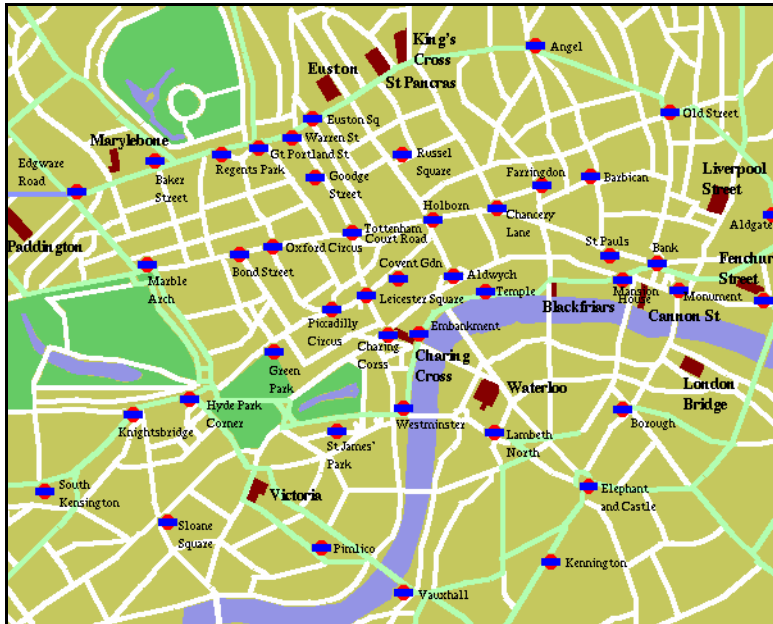 King's
Cross
St Pancras
Angel
Euston
Euston Sq
Warren St
Old Street
Marylebone
Gt Portland St
Edgware
Road
Baker
Street
Regents Park
Goodge
Street
Russel
Square
Farringdon
Barbican
Liverpool
Street
Aldgate
Paddington
Holborn
Chancery
Lane
Tottenham
Court Road
Oxford Circus
Bond Street
Marble
Arch
Covent Gdn
Aldwych
St Pauls
Bank
Fenchur
Street
Leicester Square
Temple
Blackfriars
Mansion
House
Monument
Cannon St
Piccadilly
Circus
Charing
Corss
Embankment
Charing
Cross
Green
Park
Waterloo
London
Bridge
Hyde Park
Corner
Knightsbridge
Westminster
St James'
Park
Lambeth
North
Borough
South
Kensington
Victoria
Elephant
and Castle
Sloane
Square
Pimlico
Kennington
Vauxhall